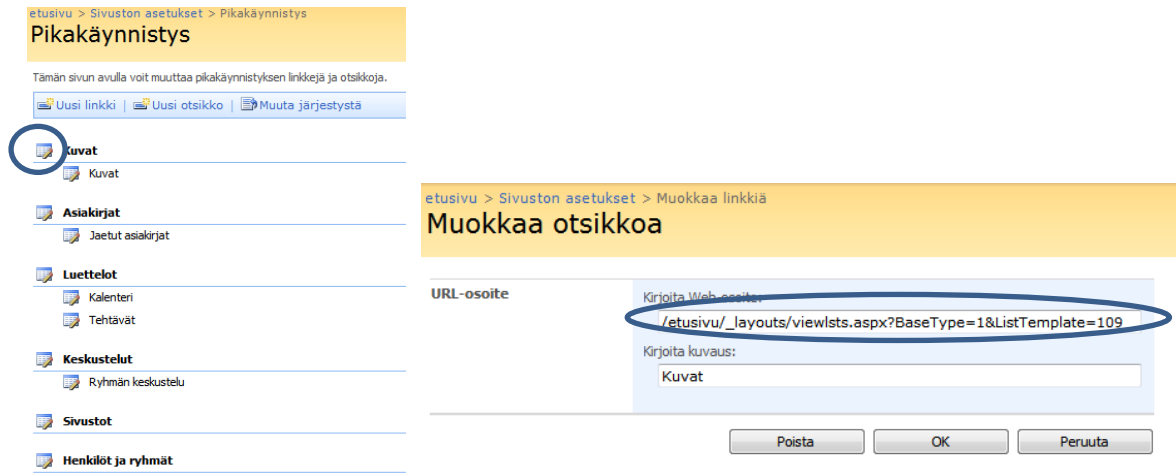 etusivu > Sivuston asetukset > Pikakäynnistys
Pikakäynnistys
Tämän sivun avulla voit muuttaa pikakäynnistyksen linkkejä ja otsikkoja.
Uusi linkki | Uusi otsikko | Muuta järjestystä
Kuvat
Kuvat
Asiakirjat
Jaetut asiakirjat
Luettelot
Kalenteri
Tehtävät
Keskustelut
Ryhmän keskustelu
Sivustot
Henkilöt ja ryhmät
etusivu > Sivuston asetukset > Muokkaa linkkiä
Muokkaa otsikkoa
URL-osoite
Kirjoita Web-osoite:
/etusivu/_layouts/viewlsts.aspx?BaseType=1&ListTemplate=109
Kirjoita kuvaus:
Kuvat
Poista
OK
Peruuta